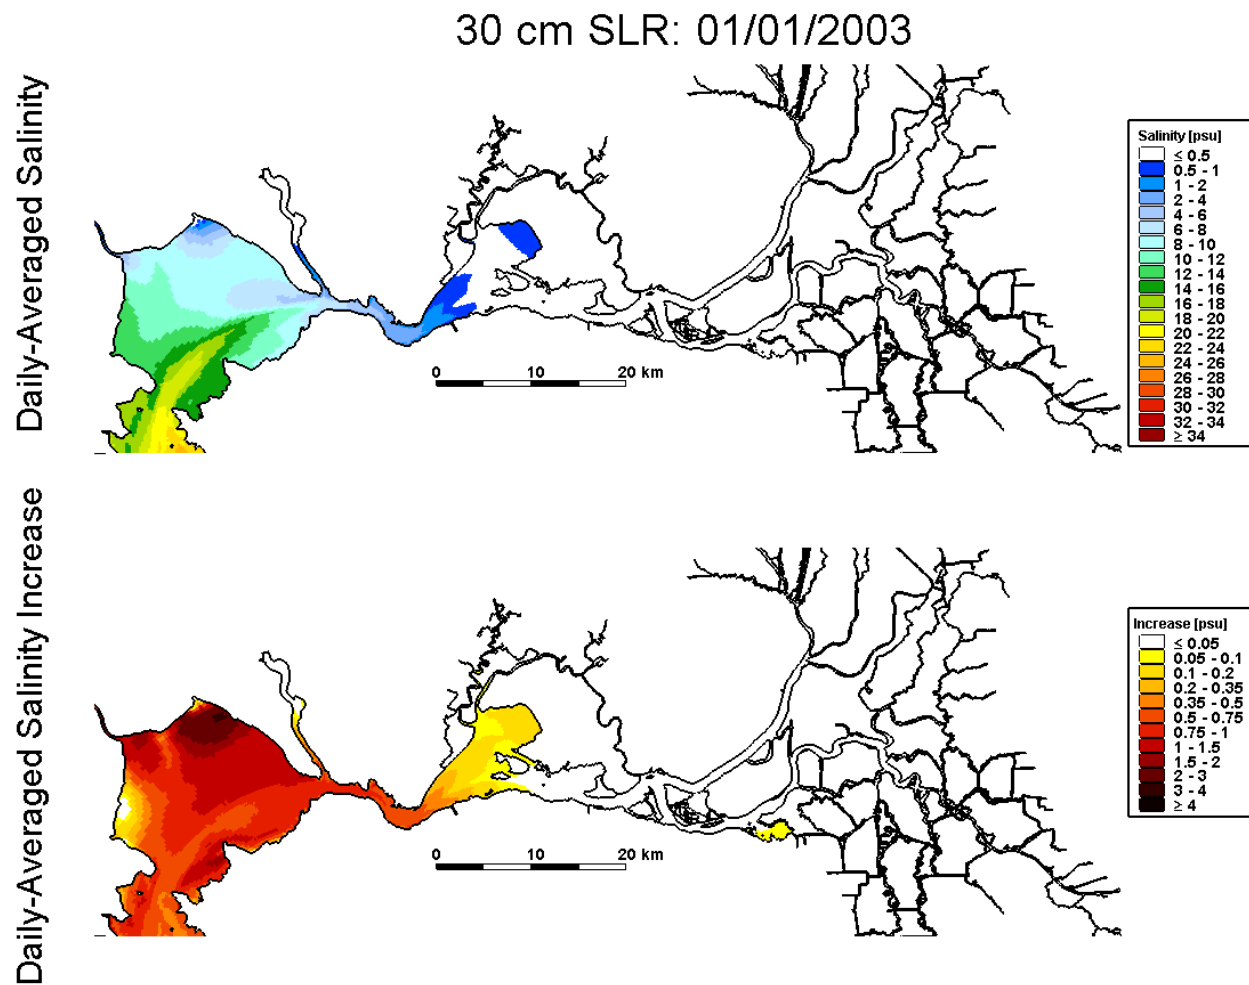 30 cm SLR: 01/01/2003
Daily-Averaged Salinity
Salinity [psu]
≤ 0.5
0.5 - 1
1 - 2
2 - 4
4 - 6
6 - 8
8 - 10
10 - 12
12 - 14
14 - 16
16 - 18
18 - 20
20 - 22
22 - 24
24 - 26
26 - 28
28 - 30
30 - 32
32 - 34
≥ 34
0 10 20 km
Daily-Averaged Salinity Increase
Increase [psu]
≤ 0.05
0.05 - 0.1
0.1 - 0.2
0.2 - 0.35
0.35 - 0.5
0.5 - 0.75
0.75 - 1
1 - 1.5
1.5 - 2
2 - 3
3 - 4
≥ 4
0 10 20 km